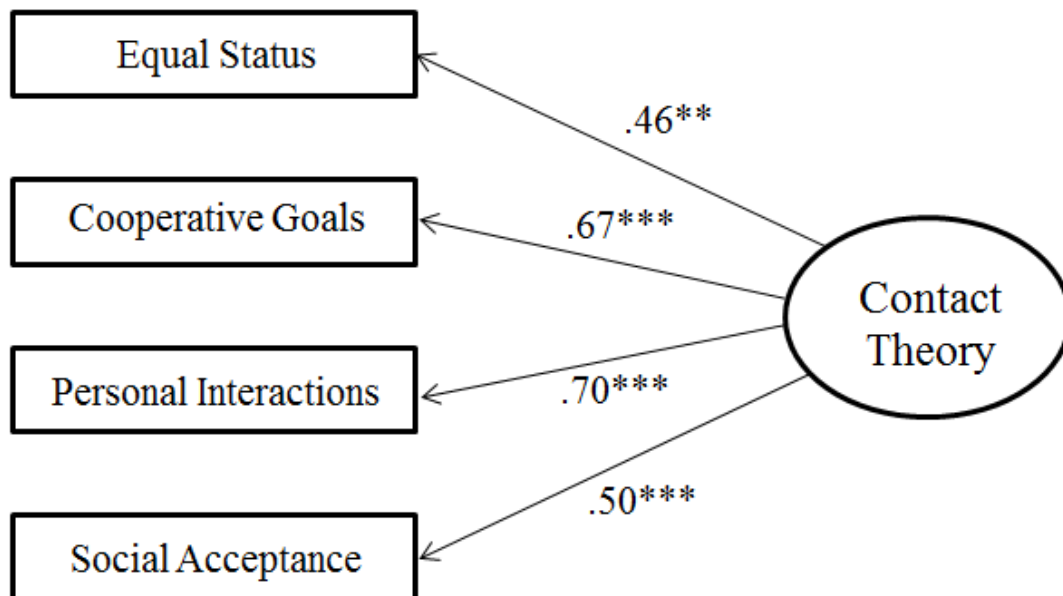 Equal Status
.46**
Cooperative Goals
.67***
Contact
Theory
Personal Interactions
.70***
.50***
Social Acceptance